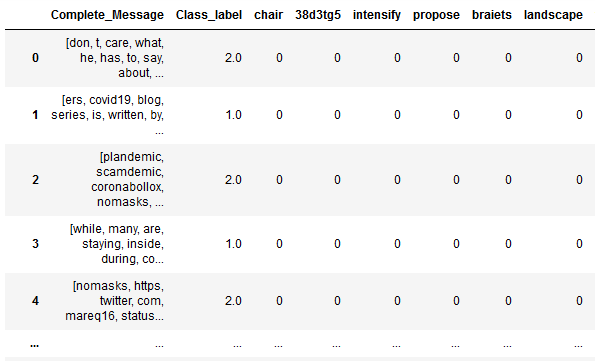 Complete_Message Class_label chair 38d3tg5 intensify propose braiets landscape
0 [don, t, care, what, he, has, to, say, about, ... 2.0 0 0 0 0 0 0
1 [ers, covid19, blog, series, is, written, by, ... 1.0 0 0 0 0 0 0
2 [plandemic, scamdemic, coronabollox, nomasks, ... 2.0 0 0 0 0 0 0
3 [while, many, are, staying, inside, during, co... 1.0 0 0 0 0 0 0
4 [nomasks, https, twitter, com, mareq16, status... 2.0 0 0 0 0 0 0
... ... ... ... ... ... ... ... ...